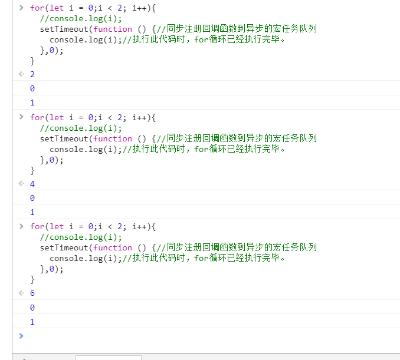 for(let i = 0;i < 2; i++){
//console.log(i);
setTimeout(function () {//同步注册回调函数到异步的宏任务队列
console.log(i);//执行此代码时，for循环已经执行完毕。
},0);
}
2
0
1
for(let i = 0;i < 2; i++){
//console.log(i);
setTimeout(function () {//同步注册回调函数到异步的宏任务队列
console.log(i);//执行此代码时，for循环已经执行完毕。
},0);
}
4
0
1
for(let i = 0;i < 2; i++){
//console.log(i);
setTimeout(function () {//同步注册回调函数到异步的宏任务队列
console.log(i);//执行此代码时，for循环已经执行完毕。
},0);
}
6
0
1